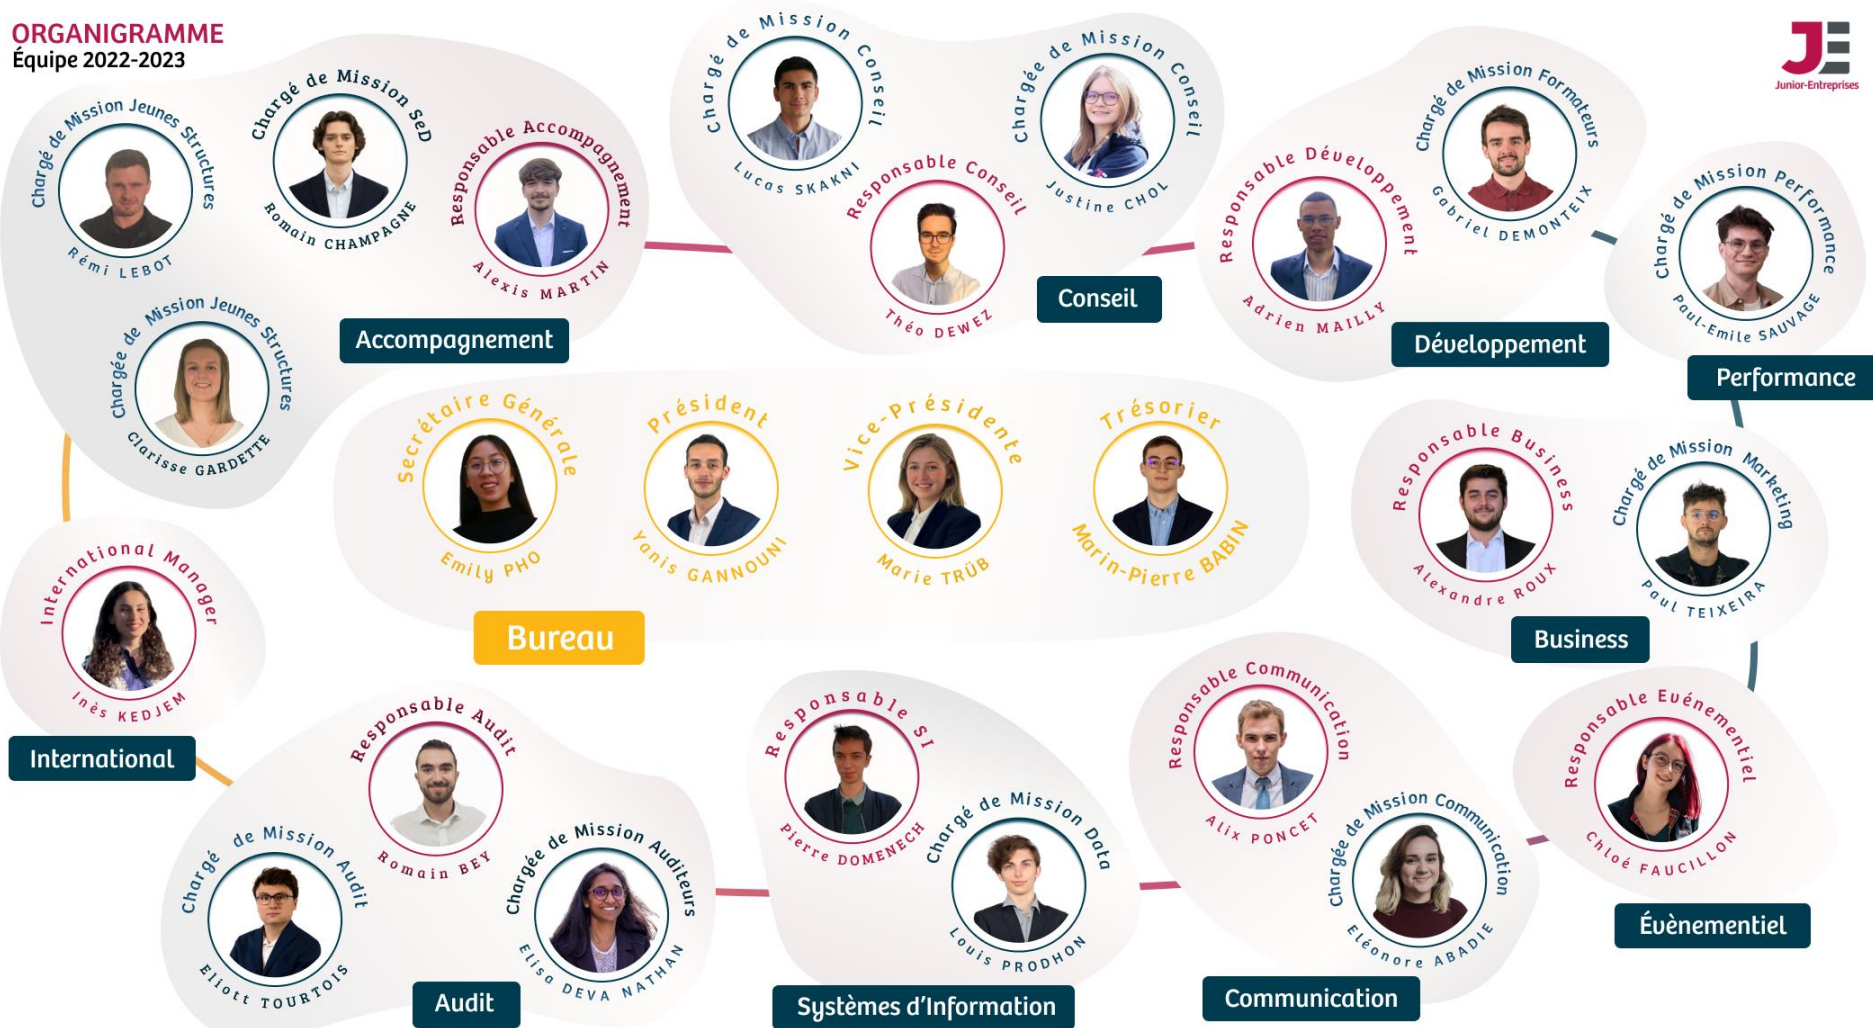 ORGANIGRAMME
Équipe 2022-2023
JE
Junior-Entreprises
Chargé de Mission Jeunes Structures
Rémi LEBOT
Chargé de Mission SeD
Romain CHAMPAGNE
Responsable Accompagnement
Alexis MARTIN
Chargée de Mission Jeunes Structures
Clarisse GARDETTE
Accompagnement
Chargé de Mission Conseil
Lucas SKAKNI
Chargée de Mission Conseil
Justine CHOL
Responsable Conseil
Théo DEWEZ
Conseil
Responsable Développement
Adrien MAILLY
Chargé de Mission Formateurs
Gabriel DEMONTEIX
Développement
Chargé de Mission Performance
Paul-Emile SAUVAGE
Performance
Secrétaire Générale
Emily PHO
Président
Yanis GANNOUNI
Vice-Présidente
Marie TRÜB
Trésorier
Marin-Pierre BABIN
Bureau
Responsable Business
Alexandre ROUX
Chargé de Mission Marketing
Paul TEIXEIRA
Business
International Manager
Inès KEDJEM
International
Responsable Audit
Romain BEY
Chargé de Mission Audit
Eliott TOURTOIS
Chargée de Mission Auditeurs
Elisa DEVA NATHAN
Audit
Responsable SI
Pierre DOMENECH
Chargé de Mission Data
Louis PRODHON
Systèmes d'Information
Responsable Communication
Alix PONCET
Chargée de Mission Communication
Eléonore ABADIE
Communication
Responsable Evénementiel
Chloé FAUCILLON
Évènementiel